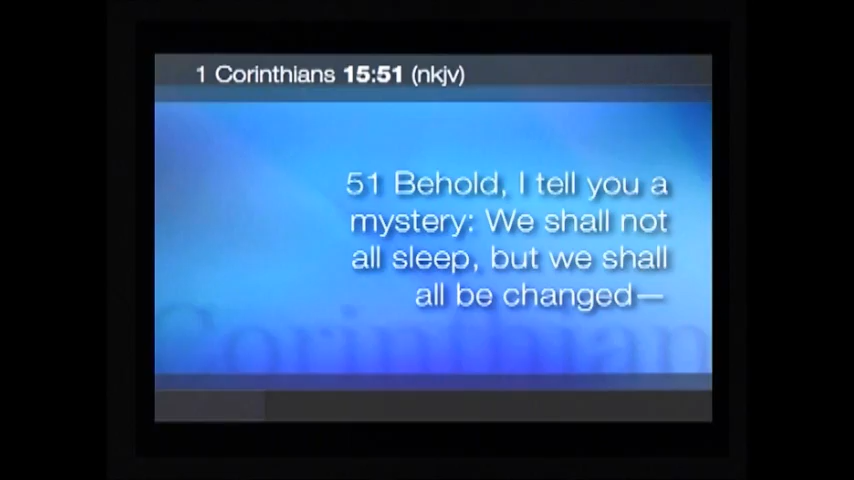 1 Corinthians 15:51 (nkjv)
51 Behold, I tell you a
mystery: We shall not
all sleep, but we shall
all be changed—
Corinthian